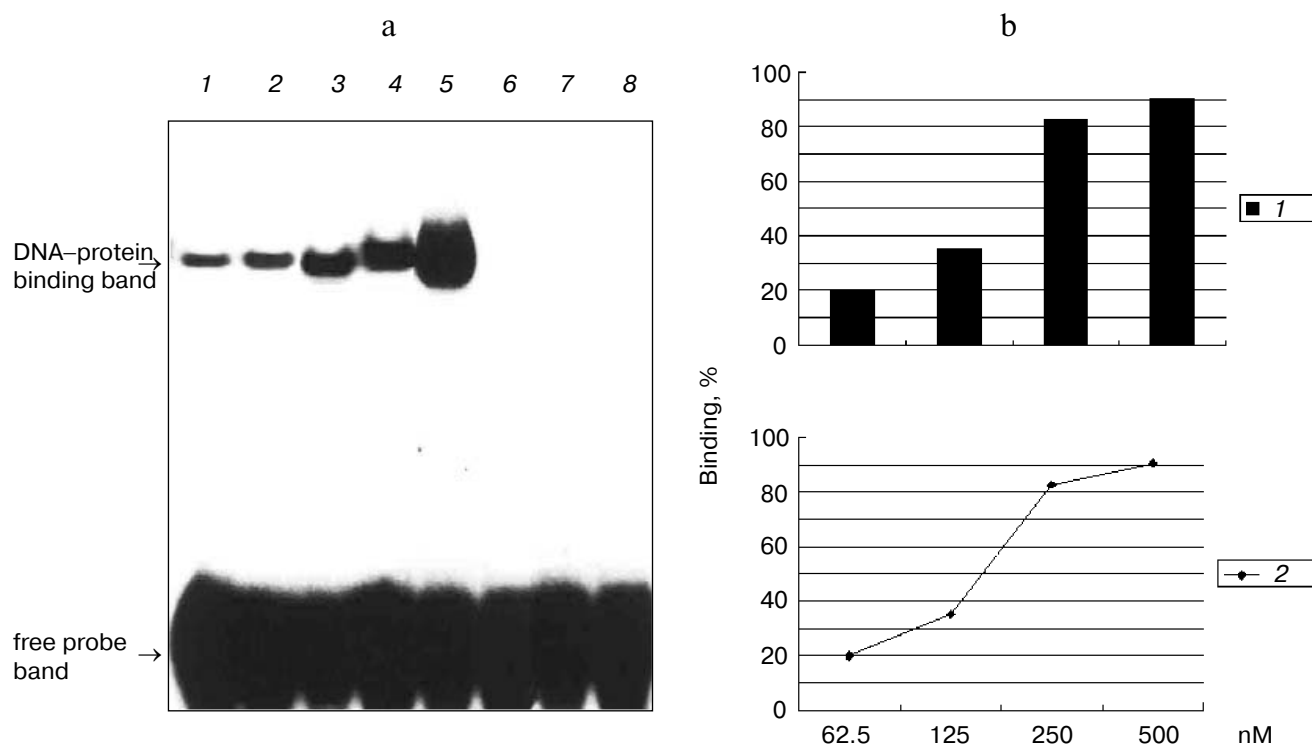 a
1 2 3 4 5 6 7 8
DNA–protein
binding band →
free probe
band →
b
Binding, %
100
80
60
40
20
0
1
100
80
60
40
20
0
2
62.5 125 250 500 nM